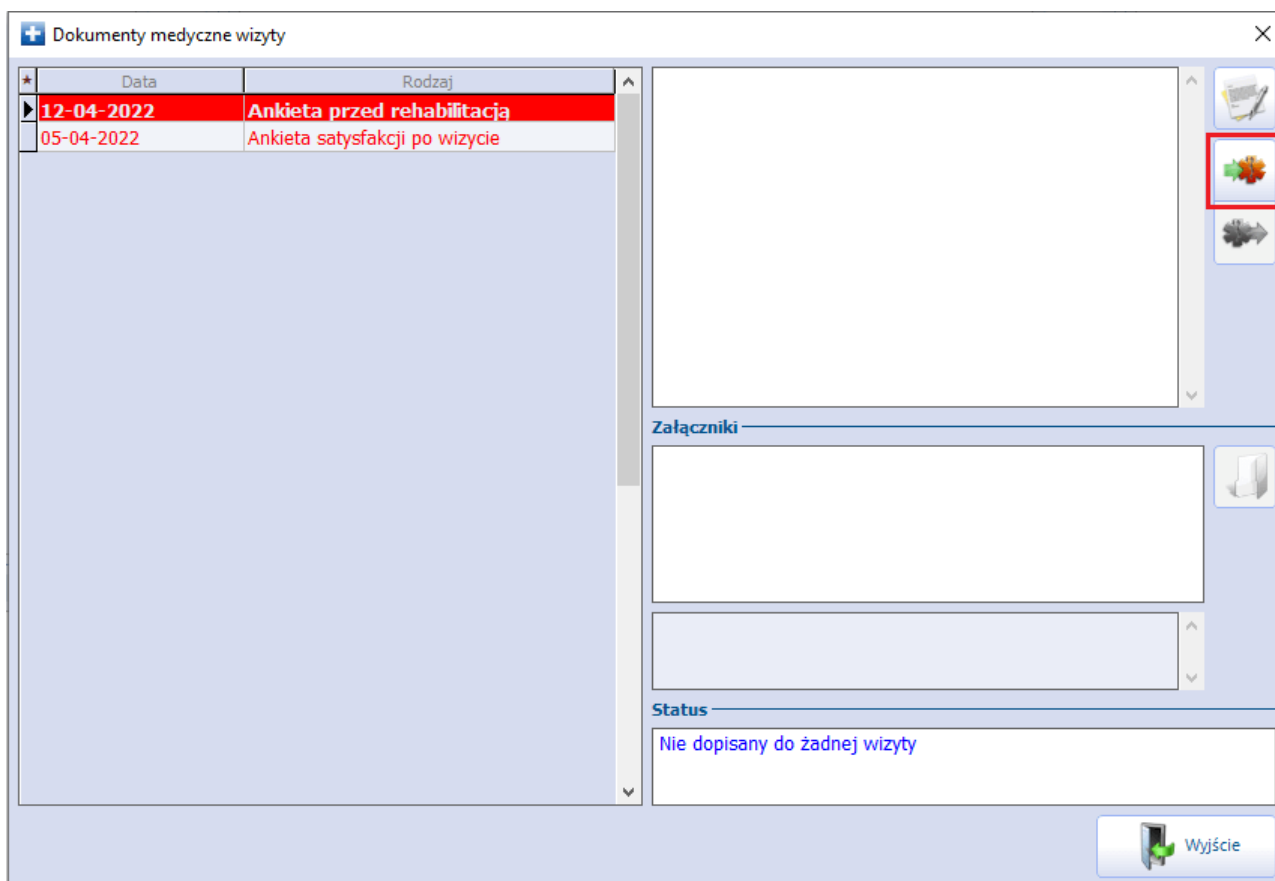 Dokumenty medyczne wizyty
* Data Rodzaj
12-04-2022 Ankieta przed rehabilitacją
05-04-2022 Ankieta satysfakcji po wizycie
Załączniki
Status
Nie dopisany do żadnej wizyty
Wyjście